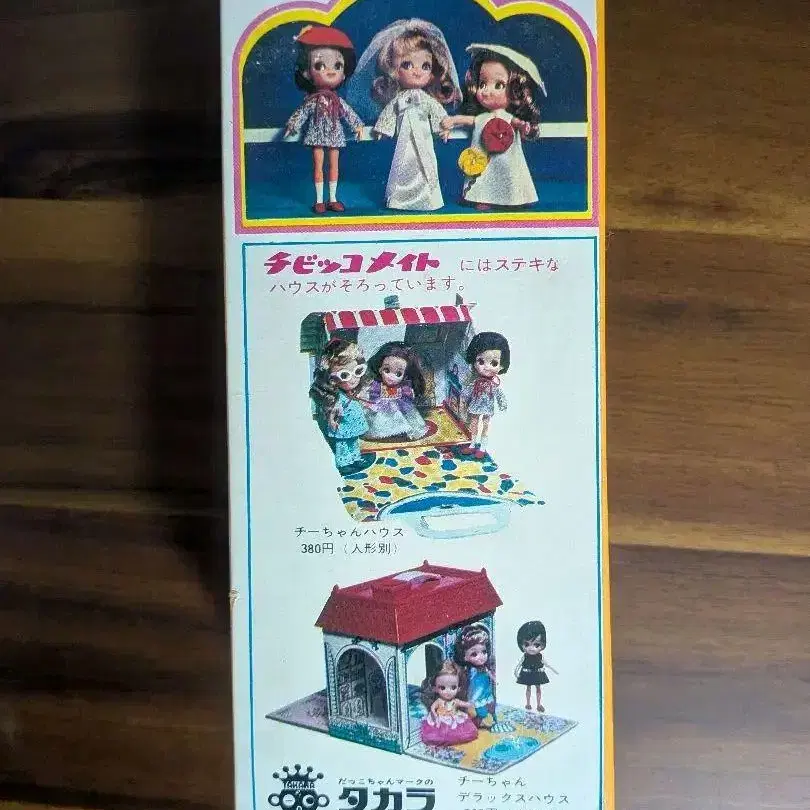 チビッコメイト にはステキな
ハウスがそろっています。
チーちゃんハウス
380円（人形別）
TAKARA
だっこちゃんマークの
タカラ
チーちゃん
デラックスハウス